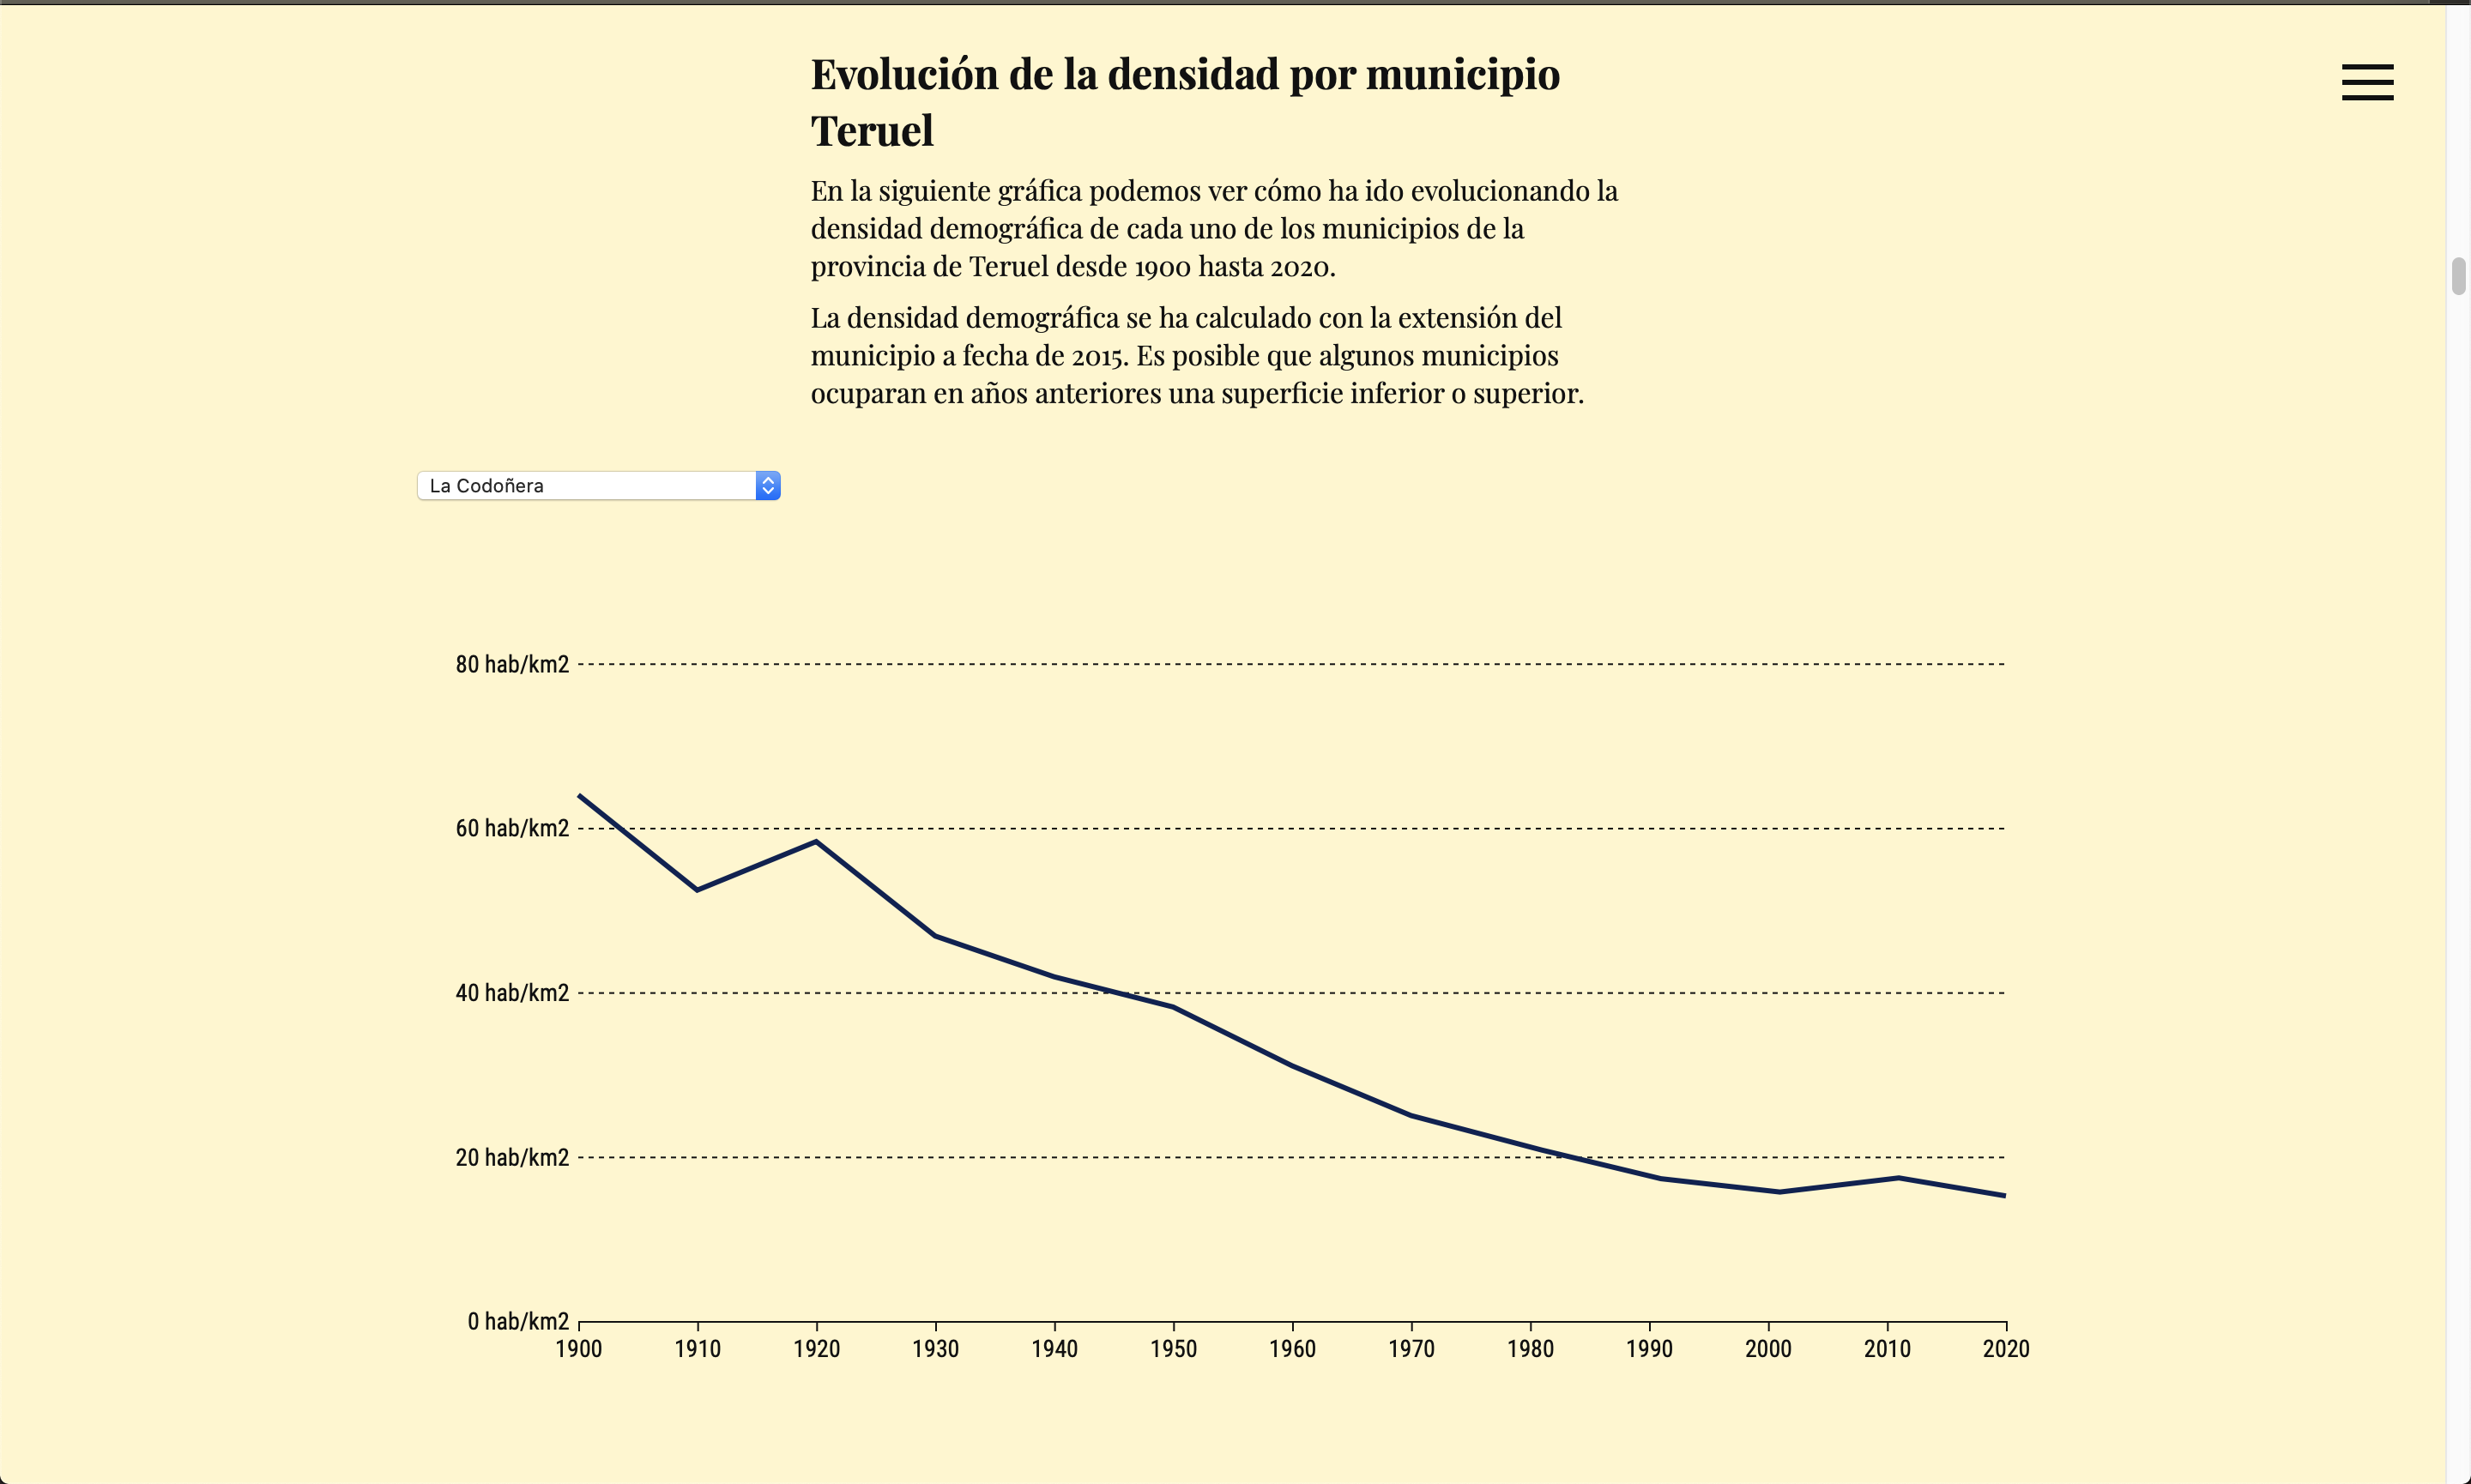 Evolución de la densidad por municipio
Teruel
En la siguiente gráfica podemos ver cómo ha ido evolucionando la
densidad demográfica de cada uno de los municipios de la
provincia de Teruel desde 1900 hasta 2020.
La densidad demográfica se ha calculado con la extensión del
municipio a fecha de 2015. Es posible que algunos municipios
ocuparan en años anteriores una superficie inferior o superior.
La Codoñera
80 hab/km2
60 hab/km2
40 hab/km2
20 hab/km2
0 hab/km2
1900 1910 1920 1930 1940 1950 1960 1970 1980 1990 2000 2010 2020